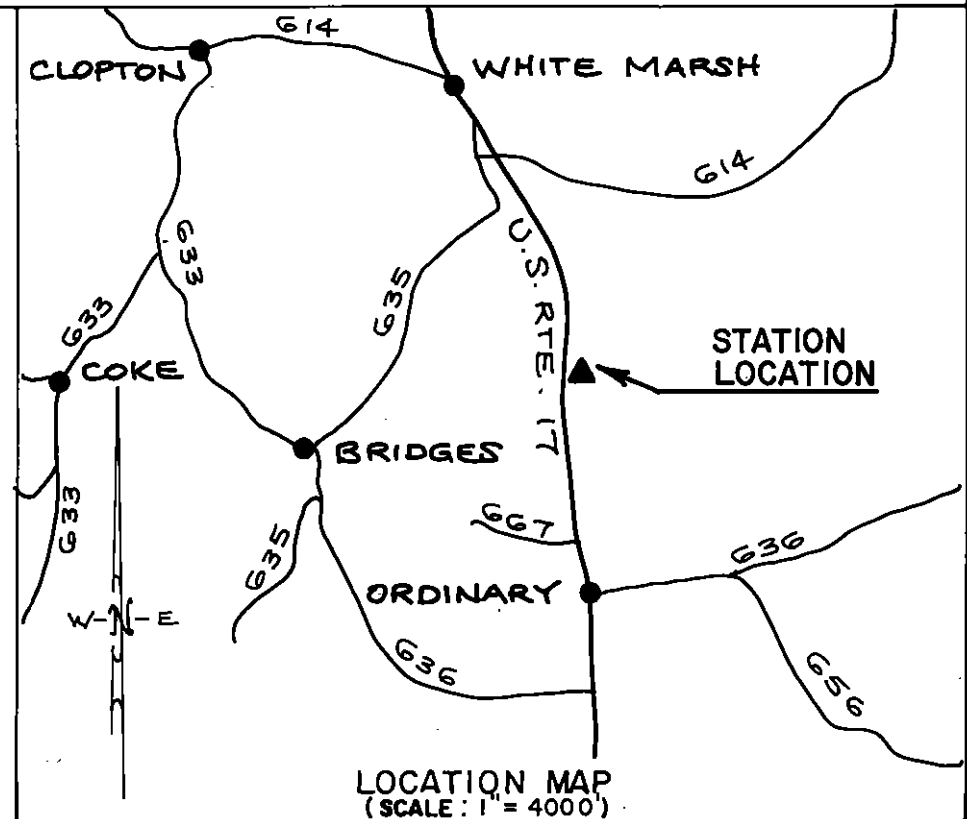 614
CLOPTON
WHITE MARSH
614
633
U.S. RTE. 17
635
633
STATION
LOCATION
COKE
BRIDGES
633
667
635
636
ORDINARY
W-N-E
636
656
LOCATION MAP
(SCALE: 1" = 4000')